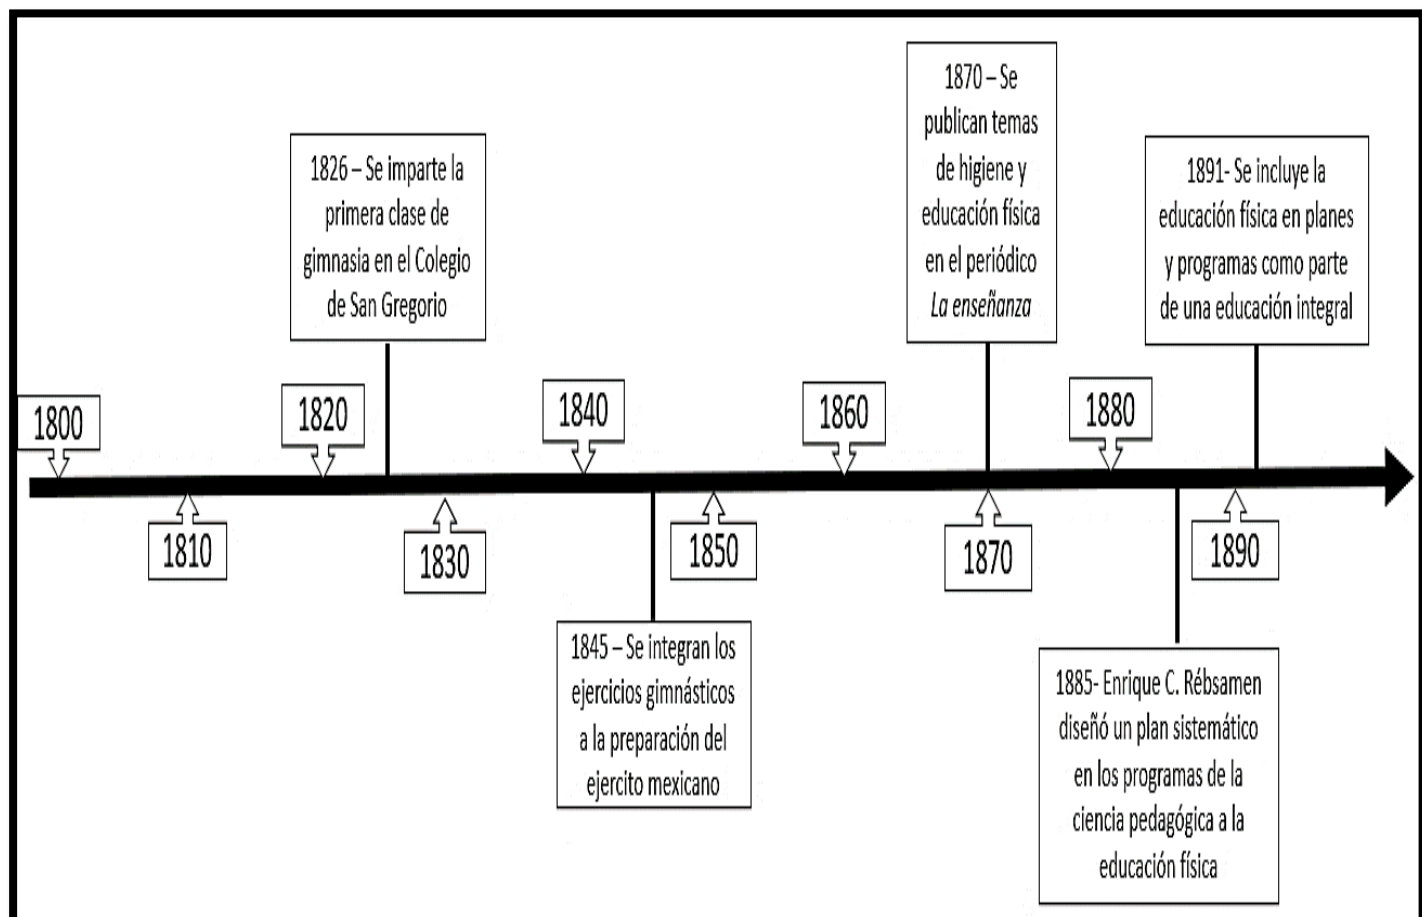 1870 – Se
publican temas
de higiene y
educación física
en el periódico
La enseñanza
1826 – Se imparte la
primera clase de
gimnasia en el Colegio
de San Gregorio
1891- Se incluye la
educación física en planes
y programas como parte
de una educación integral
1800
1820
1840
1860
1880
1810
1830
1850
1870
1890
1845 – Se integran los
ejercicios gimnásticos
a la preparación del
ejercito mexicano
1885- Enrique C. Rébsamen
diseñó un plan sistemático
en los programas de la
ciencia pedagógica a la
educación física